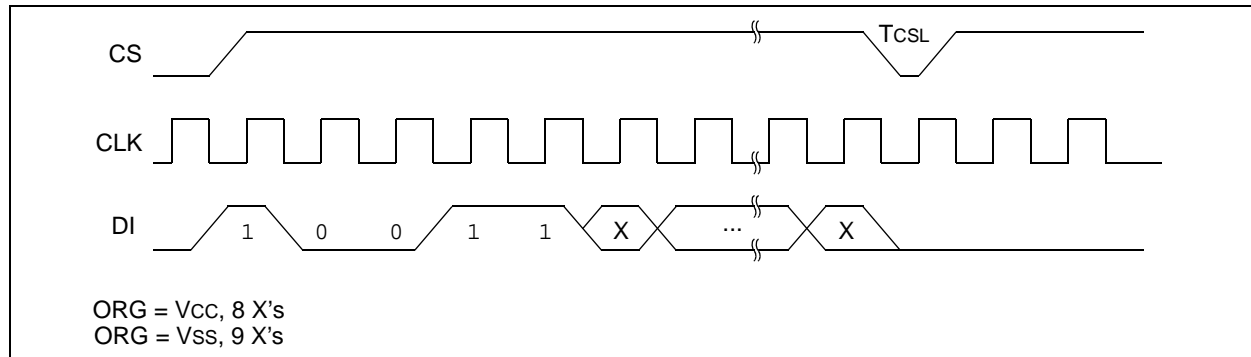 TCSL
CS
CLK
DI 1 0 0 1 1 X ... X
ORG = VCC, 8 X's
ORG = VSS, 9 X's